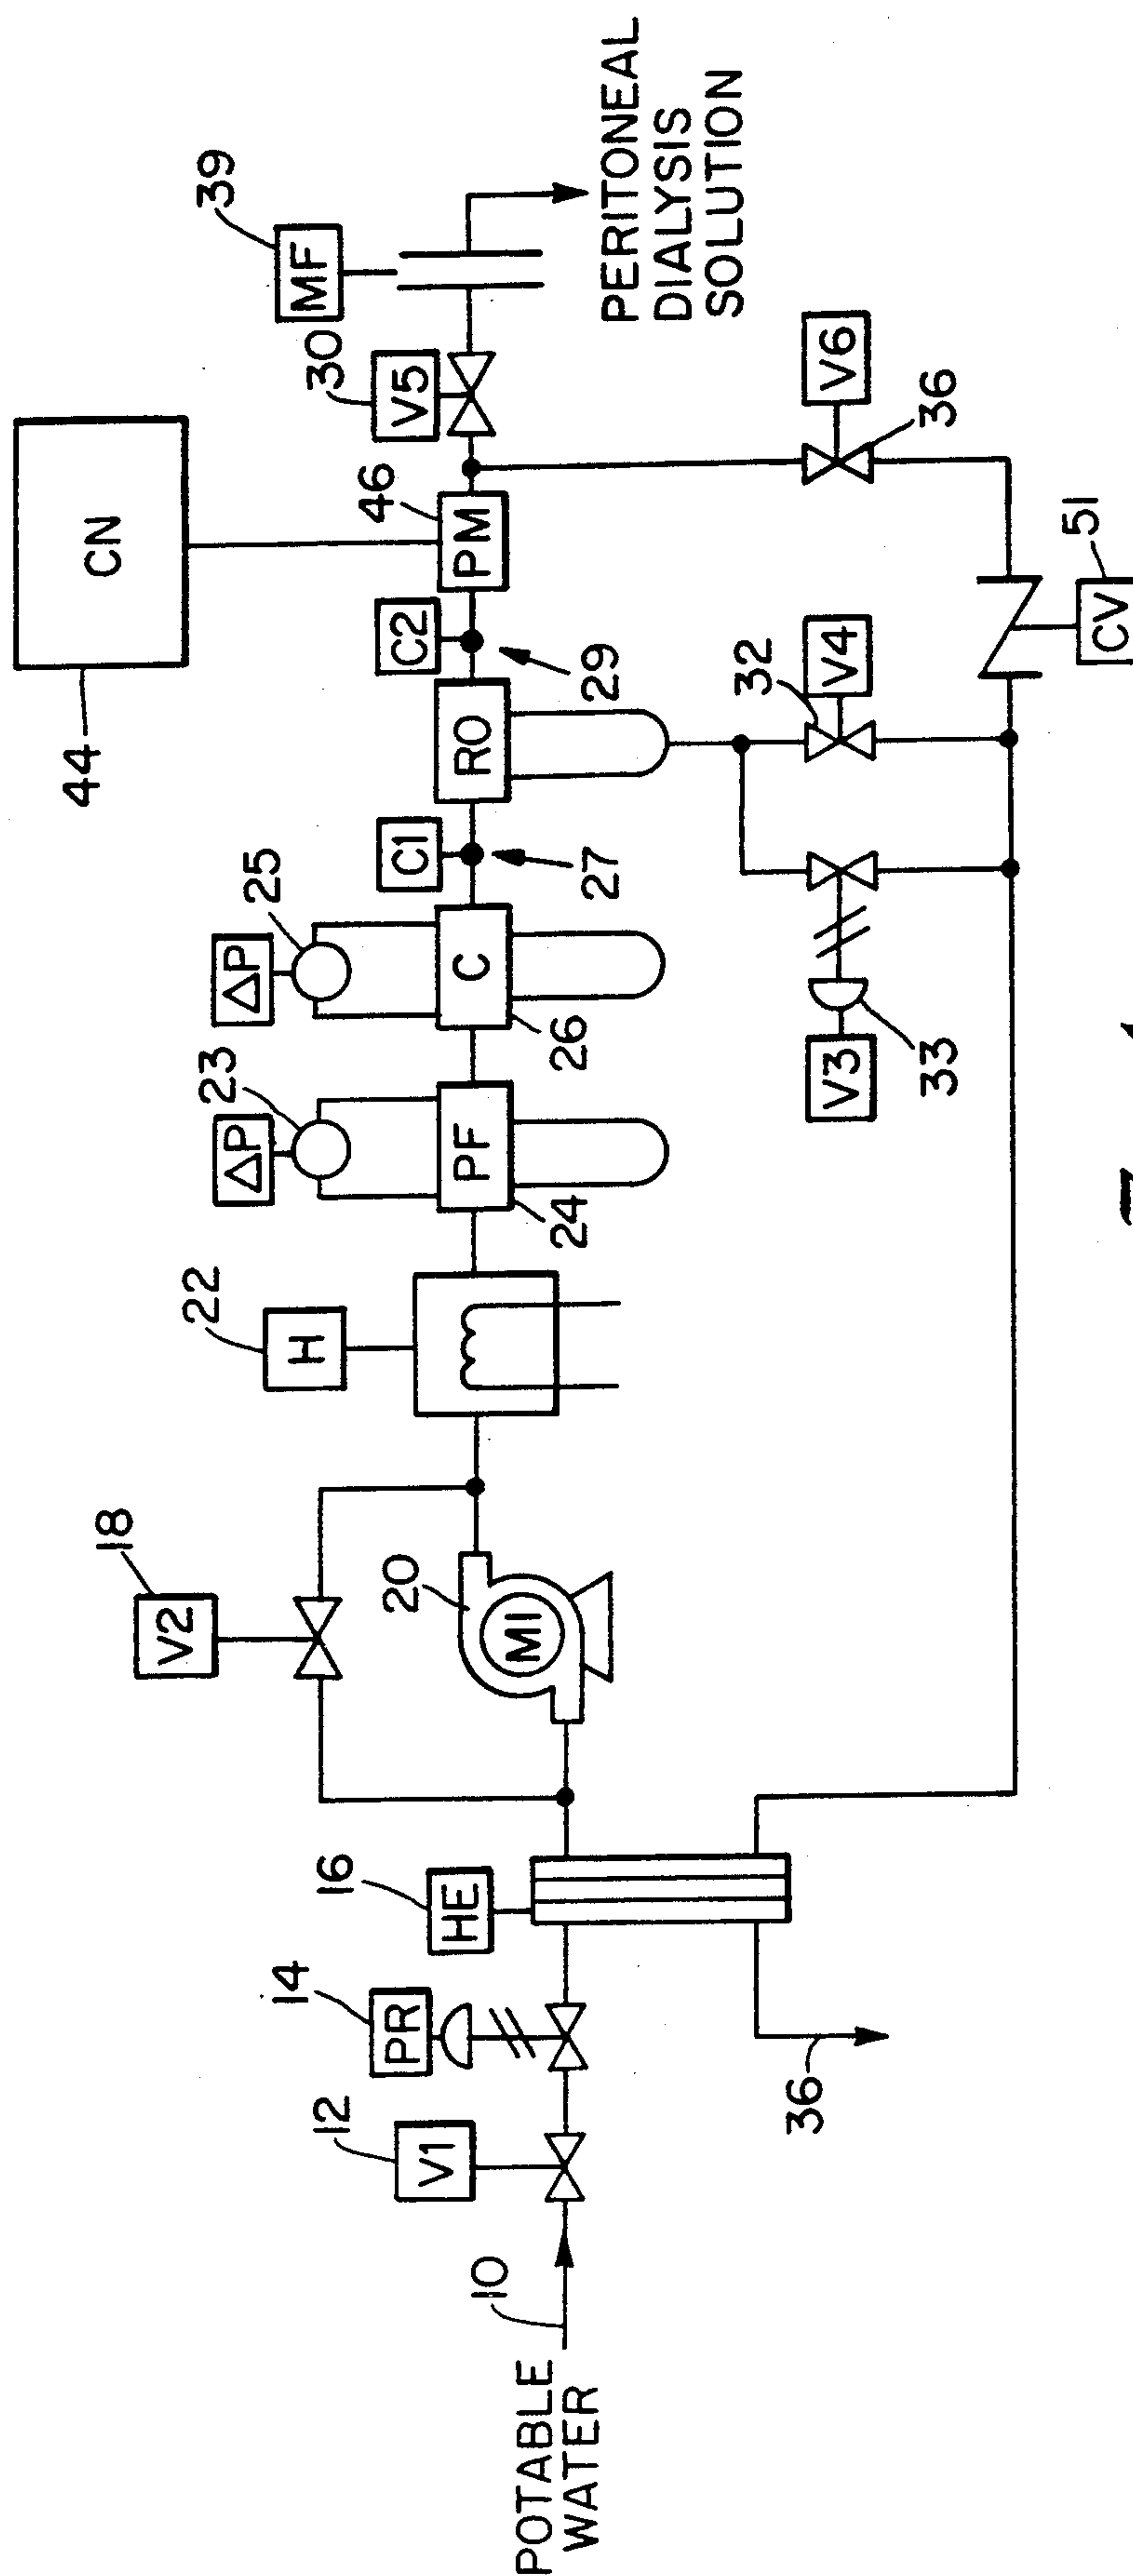 POTABLE
WATER
10
12
V1
14
PR
16
HE
36
18
V2
20
MI
22
H
23
ΔP
PF
24
25
ΔP
C
26
C1
27
RO
C2
29
44
CN
46
PM
30
V5
39
MF
PERITONEAL
DIALYSIS
SOLUTION
V3
33
32
V4
V6
36
51
CV